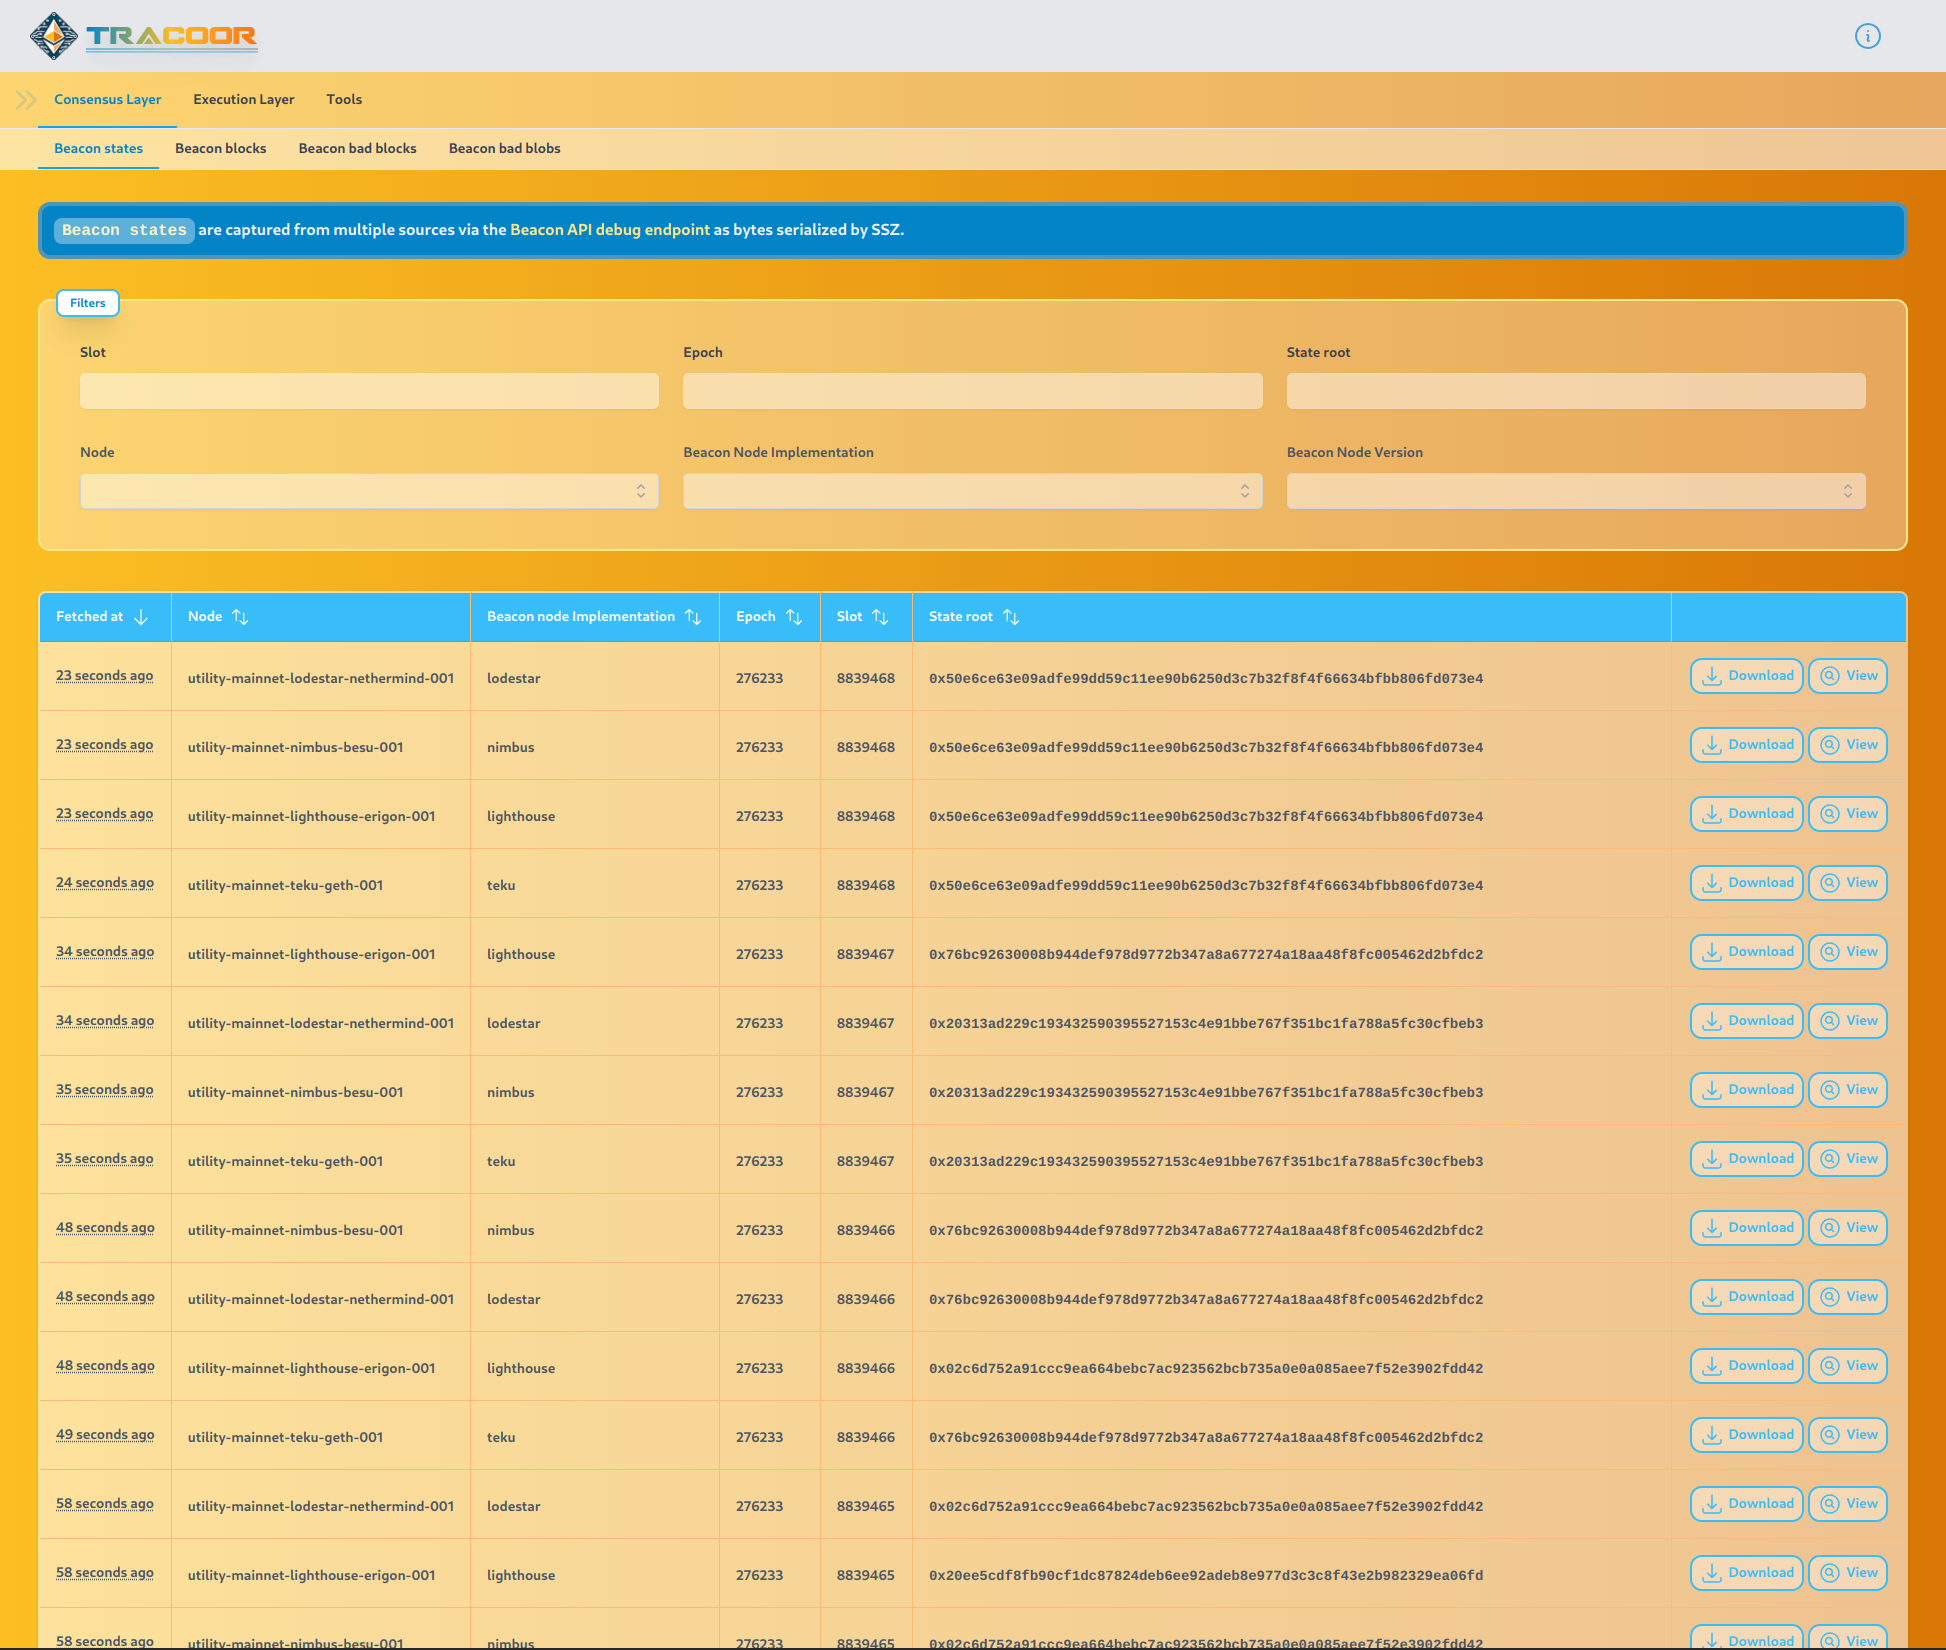 TRACOOR
Consensus Layer Execution Layer Tools
Beacon states Beacon blocks Beacon bad blocks Beacon bad blobs
Beacon states are captured from multiple sources via the Beacon API debug endpoint as bytes serialized by SSZ.
Filters
Slot Epoch State root
Node Beacon Node Implementation Beacon Node Version
Fetched at Node Beacon node Implementation Epoch Slot State root
23 seconds ago utility-mainnet-lodestar-nethermind-001 lodestar 276233 8839468 0x50e6ce63e09adfe99dd59c11ee90b6250d3c7b32f8f4f66634bfbb806fd073e4 Download View
23 seconds ago utility-mainnet-nimbus-besu-001 nimbus 276233 8839468 0x50e6ce63e09adfe99dd59c11ee90b6250d3c7b32f8f4f66634bfbb806fd073e4 Download View
23 seconds ago utility-mainnet-lighthouse-erigon-001 lighthouse 276233 8839468 0x50e6ce63e09adfe99dd59c11ee90b6250d3c7b32f8f4f66634bfbb806fd073e4 Download View
24 seconds ago utility-mainnet-teku-geth-001 teku 276233 8839468 0x50e6ce63e09adfe99dd59c11ee90b6250d3c7b32f8f4f66634bfbb806fd073e4 Download View
34 seconds ago utility-mainnet-lighthouse-erigon-001 lighthouse 276233 8839467 0x76bc92630008b944def978d9772b347a8a677274a18aa48f8fc005462d2bfdc2 Download View
34 seconds ago utility-mainnet-lodestar-nethermind-001 lodestar 276233 8839467 0x20313ad229c193432590395527153c4e91bbe767f351bc1fa788a5fc30cfbeb3 Download View
35 seconds ago utility-mainnet-nimbus-besu-001 nimbus 276233 8839467 0x20313ad229c193432590395527153c4e91bbe767f351bc1fa788a5fc30cfbeb3 Download View
35 seconds ago utility-mainnet-teku-geth-001 teku 276233 8839467 0x20313ad229c193432590395527153c4e91bbe767f351bc1fa788a5fc30cfbeb3 Download View
48 seconds ago utility-mainnet-nimbus-besu-001 nimbus 276233 8839466 0x76bc92630008b944def978d9772b347a8a677274a18aa48f8fc005462d2bfdc2 Download View
48 seconds ago utility-mainnet-lodestar-nethermind-001 lodestar 276233 8839466 0x76bc92630008b944def978d9772b347a8a677274a18aa48f8fc005462d2bfdc2 Download View
48 seconds ago utility-mainnet-lighthouse-erigon-001 lighthouse 276233 8839466 0x02c6d752a91ccc9ea664bebc7ac923562bcb735a0e0a085aee7f52e3902fdd42 Download View
49 seconds ago utility-mainnet-teku-geth-001 teku 276233 8839466 0x76bc92630008b944def978d9772b347a8a677274a18aa48f8fc005462d2bfdc2 Download View
58 seconds ago utility-mainnet-lodestar-nethermind-001 lodestar 276233 8839465 0x02c6d752a91ccc9ea664bebc7ac923562bcb735a0e0a085aee7f52e3902fdd42 Download View
58 seconds ago utility-mainnet-lighthouse-erigon-001 lighthouse 276233 8839465 0x20ee5cdf8fb90cf1dc87824deb6ee92adeb8e977d3c3c8f43e2b982329ea06fd Download View
58 seconds ago utility-mainnet-nimbus-besu-001 nimbus 276233 8839465 0x02c6d752a91ccc9ea664bebc7ac923562bcb735a0e0a085aee7f52e3902fdd42 Download View